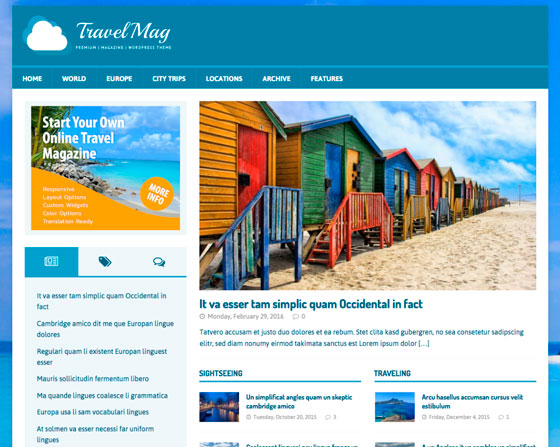 Travel Mag
PREMIUM | MAGAZINE | WORDPRESS THEME
HOME WORLD EUROPE CITY TRIPS LOCATIONS ARCHIVE FEATURES
Start Your Own
Online Travel
Magazine
Responsive
Layout Options
Custom Widgets
Color Options
Translation Ready
MORE
INFO
It va esser tam simplic quam Occidental in
fact
Cambridge amico dit me que Europan lingue
dolores
Regulari quam li existent Europan linguest
esser
Mauris sollicitudin fermentum libero
Ma quande lingues coalesce li grammatica
Europa usa li sam vocabulari lingues
At solmen va esser necessi far uniform
lingues
It va esser tam simplic quam Occidental in fact
Monday, February 29, 2016 0
Tatvero accusam et justo duo dolores et ea rebum. Stet clita kasd gubergren, no sea consetetur sadipscing
elitr, sed diam nonumy eirmod takimata sanctus est Lorem ipsum dolor [...]
SIGHTSEEING
Un simplificat angles quam un skeptic
cambridge amico
Tuesday, October 20, 2015 3
TRAVELING
Arcu hasellus accumsan cursus velit
estibulum
Friday, December 4, 2015 1